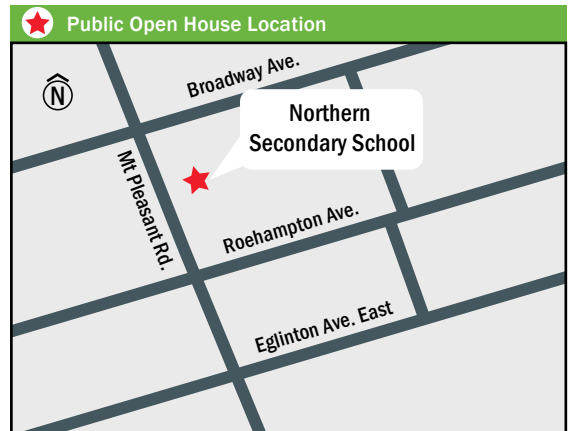 Public Open House Location
N
Broadway Ave.
Northern
Secondary School
Mt Pleasant Rd.
Roehampton Ave.
Eglinton Ave. East